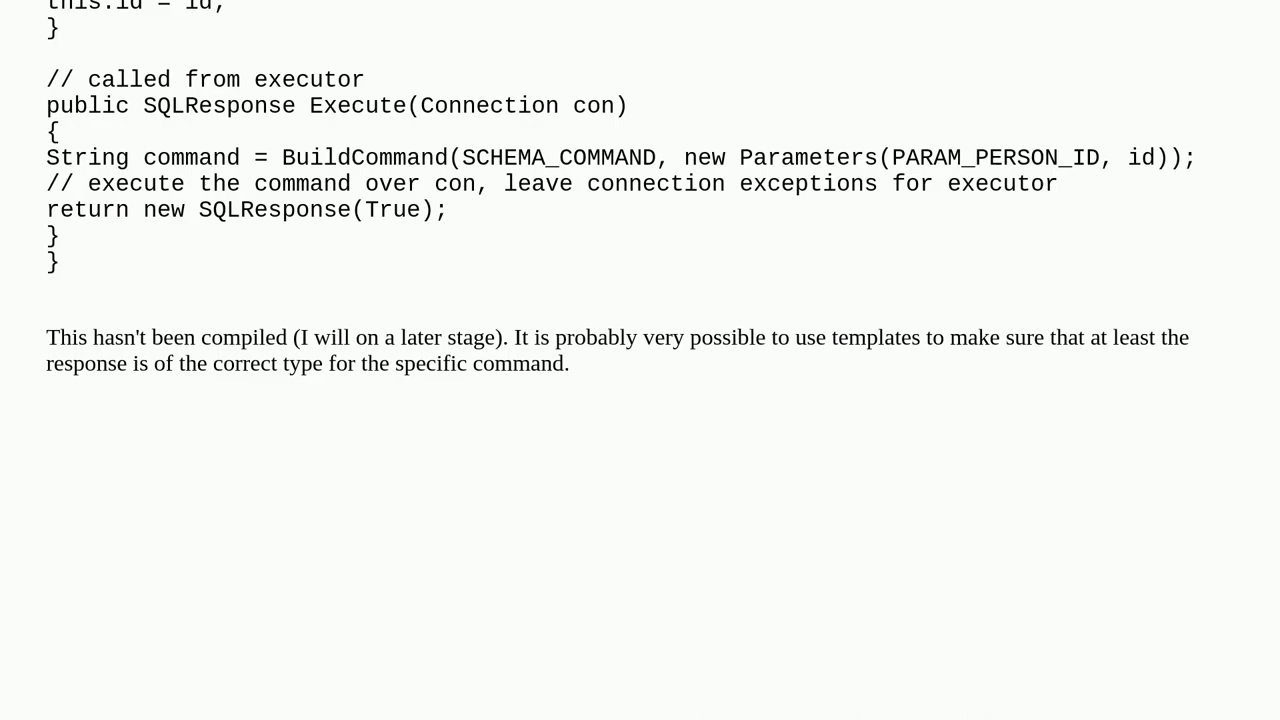 this.id = id;
}
// called from executor
public SQLResponse Execute(Connection con)
{
String command = BuildCommand(SCHEMA_COMMAND, new Parameters(PARAM_PERSON_ID, id));
// execute the command over con, leave connection exceptions for executor
return new SQLResponse(True);
}
}
This hasn't been compiled (I will on a later stage). It is probably very possible to use templates to make sure that at least the
response is of the correct type for the specific command.